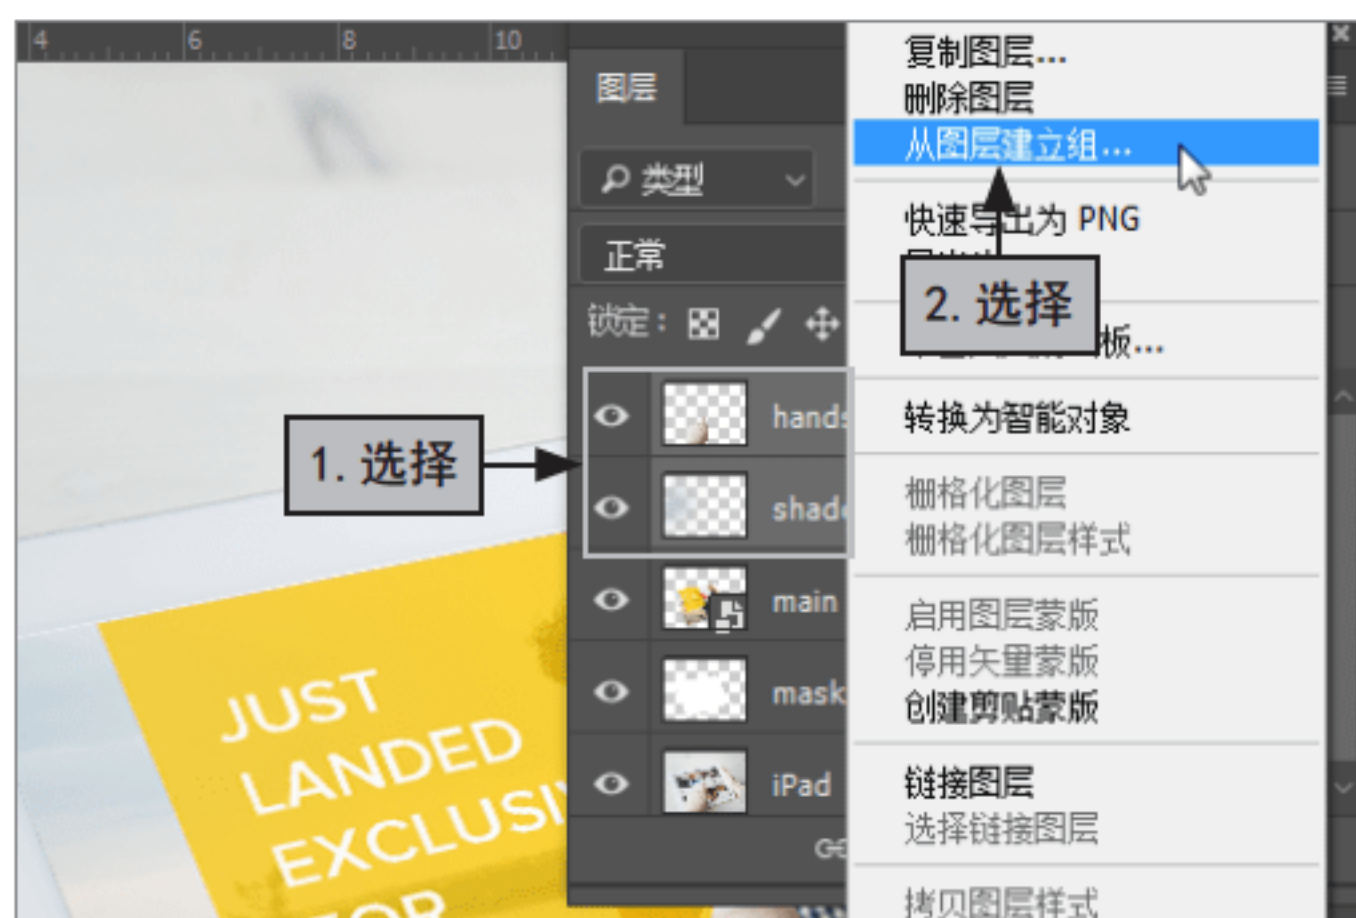 4 6 8 10
JUST
LANDED
EXCLUSI
FOR
图层
类型
正常
锁定:
hands
shade
main
mask
iPad
1. 选择
2. 选择
复制图层...
删除图层
从图层建立组...
快速导出为 PNG
板...
转换为智能对象
栅格化图层
栅格化图层样式
启用图层蒙版
停用矢量蒙版
创建剪贴蒙版
链接图层
选择链接图层
拷贝图层样式